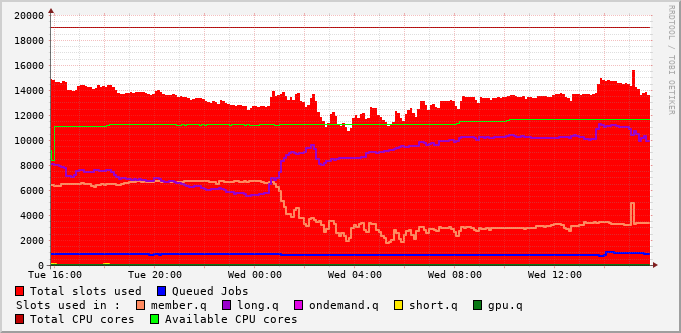 RRDTOOL / TOBI OETIKER
20000
18000
16000
14000
12000
10000
8000
6000
4000
2000
0
Tue 16:00 Tue 20:00 Wed 00:00 Wed 04:00 Wed 08:00 Wed 12:00
Total slots used Queued Jobs
Slots used in : member.q long.q ondemand.q short.q gpu.q
Total CPU cores Available CPU cores